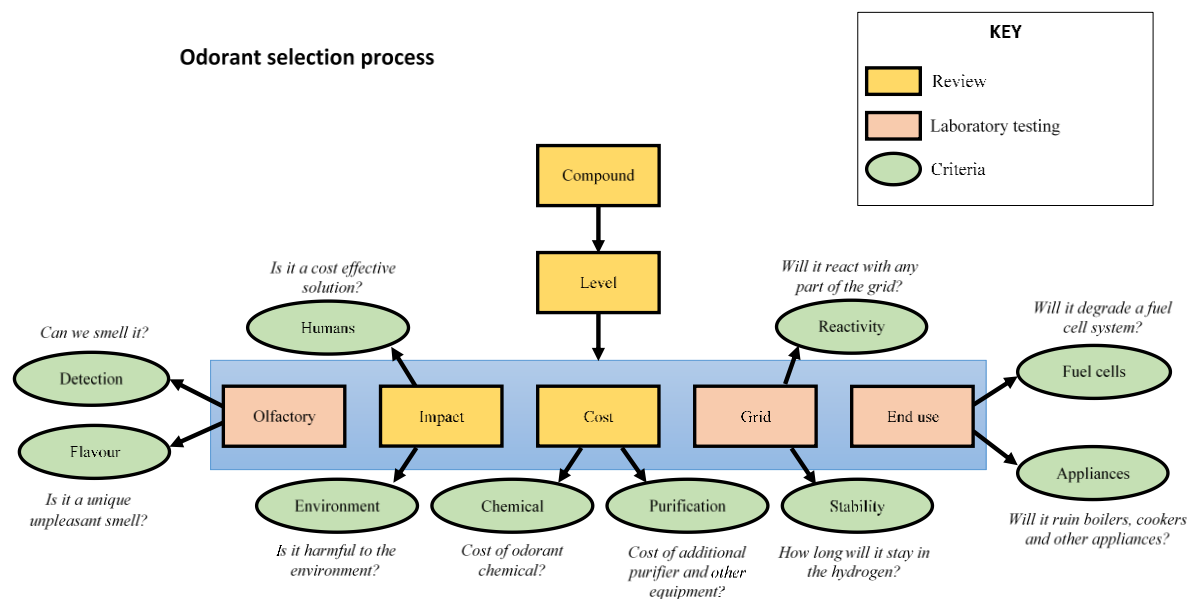 Odorant selection process
KEY
Review
Laboratory testing
Criteria
Compound
Level
Is it a cost effective
solution?
Humans
Will it react with any
part of the grid?
Reactivity
Can we smell it?
Detection
Will it degrade a fuel
cell system?
Fuel cells
Olfactory
Impact
Cost
Grid
End use
Flavour
Is it a unique
unpleasant smell?
Appliances
Will it ruin boilers, cookers
and other appliances?
Environment
Is it harmful to the
environment?
Chemical
Cost of odorant
chemical?
Purification
Cost of additional
purifier and other
equipment?
Stability
How long will it stay in
the hydrogen?